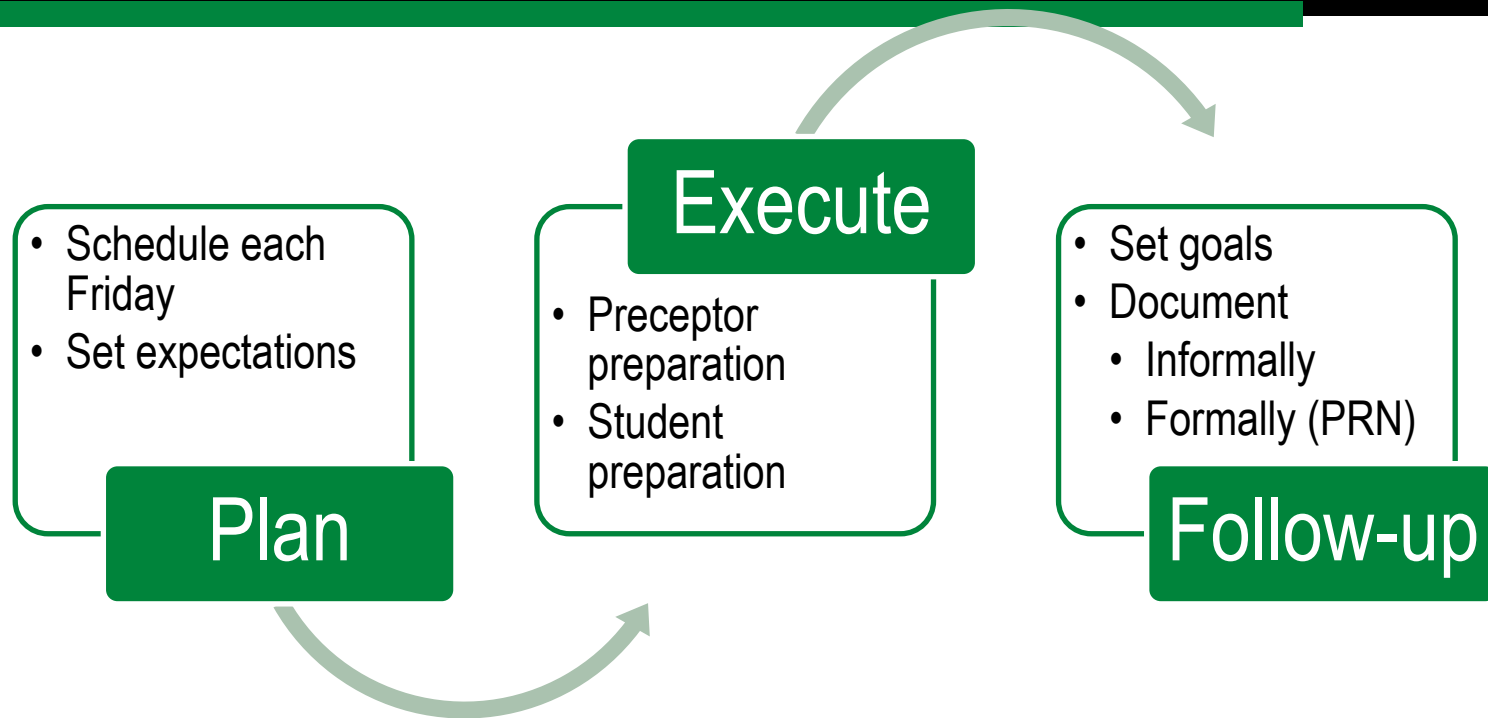 • Schedule each
Friday
• Set expectations
Plan
Execute
• Preceptor
preparation
• Student
preparation
• Set goals
• Document
• Informally
• Formally (PRN)
Follow-up